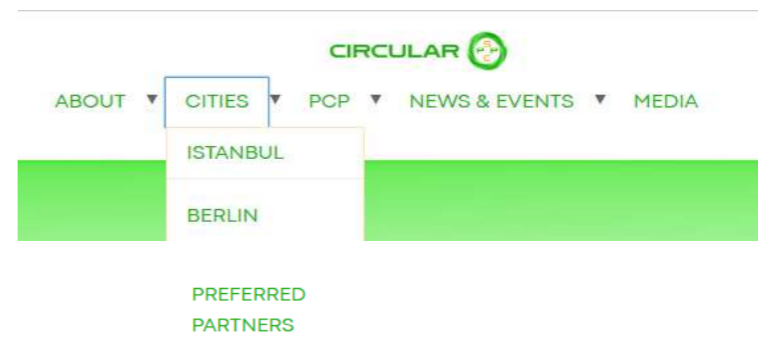 CIRCULAR
ABOUT CITIES PCP NEWS & EVENTS MEDIA
ISTANBUL
BERLIN
PREFERRED
PARTNERS